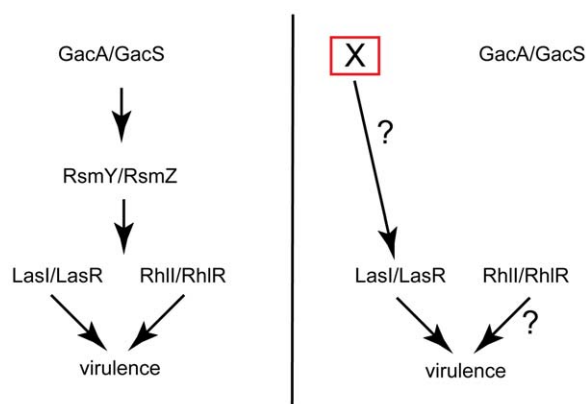 GacA/GacS
RsmY/RsmZ
LasI/LasR RhlI/RhlR
virulence
X GacA/GacS
?
LasI/LasR RhlI/RhlR
?
virulence